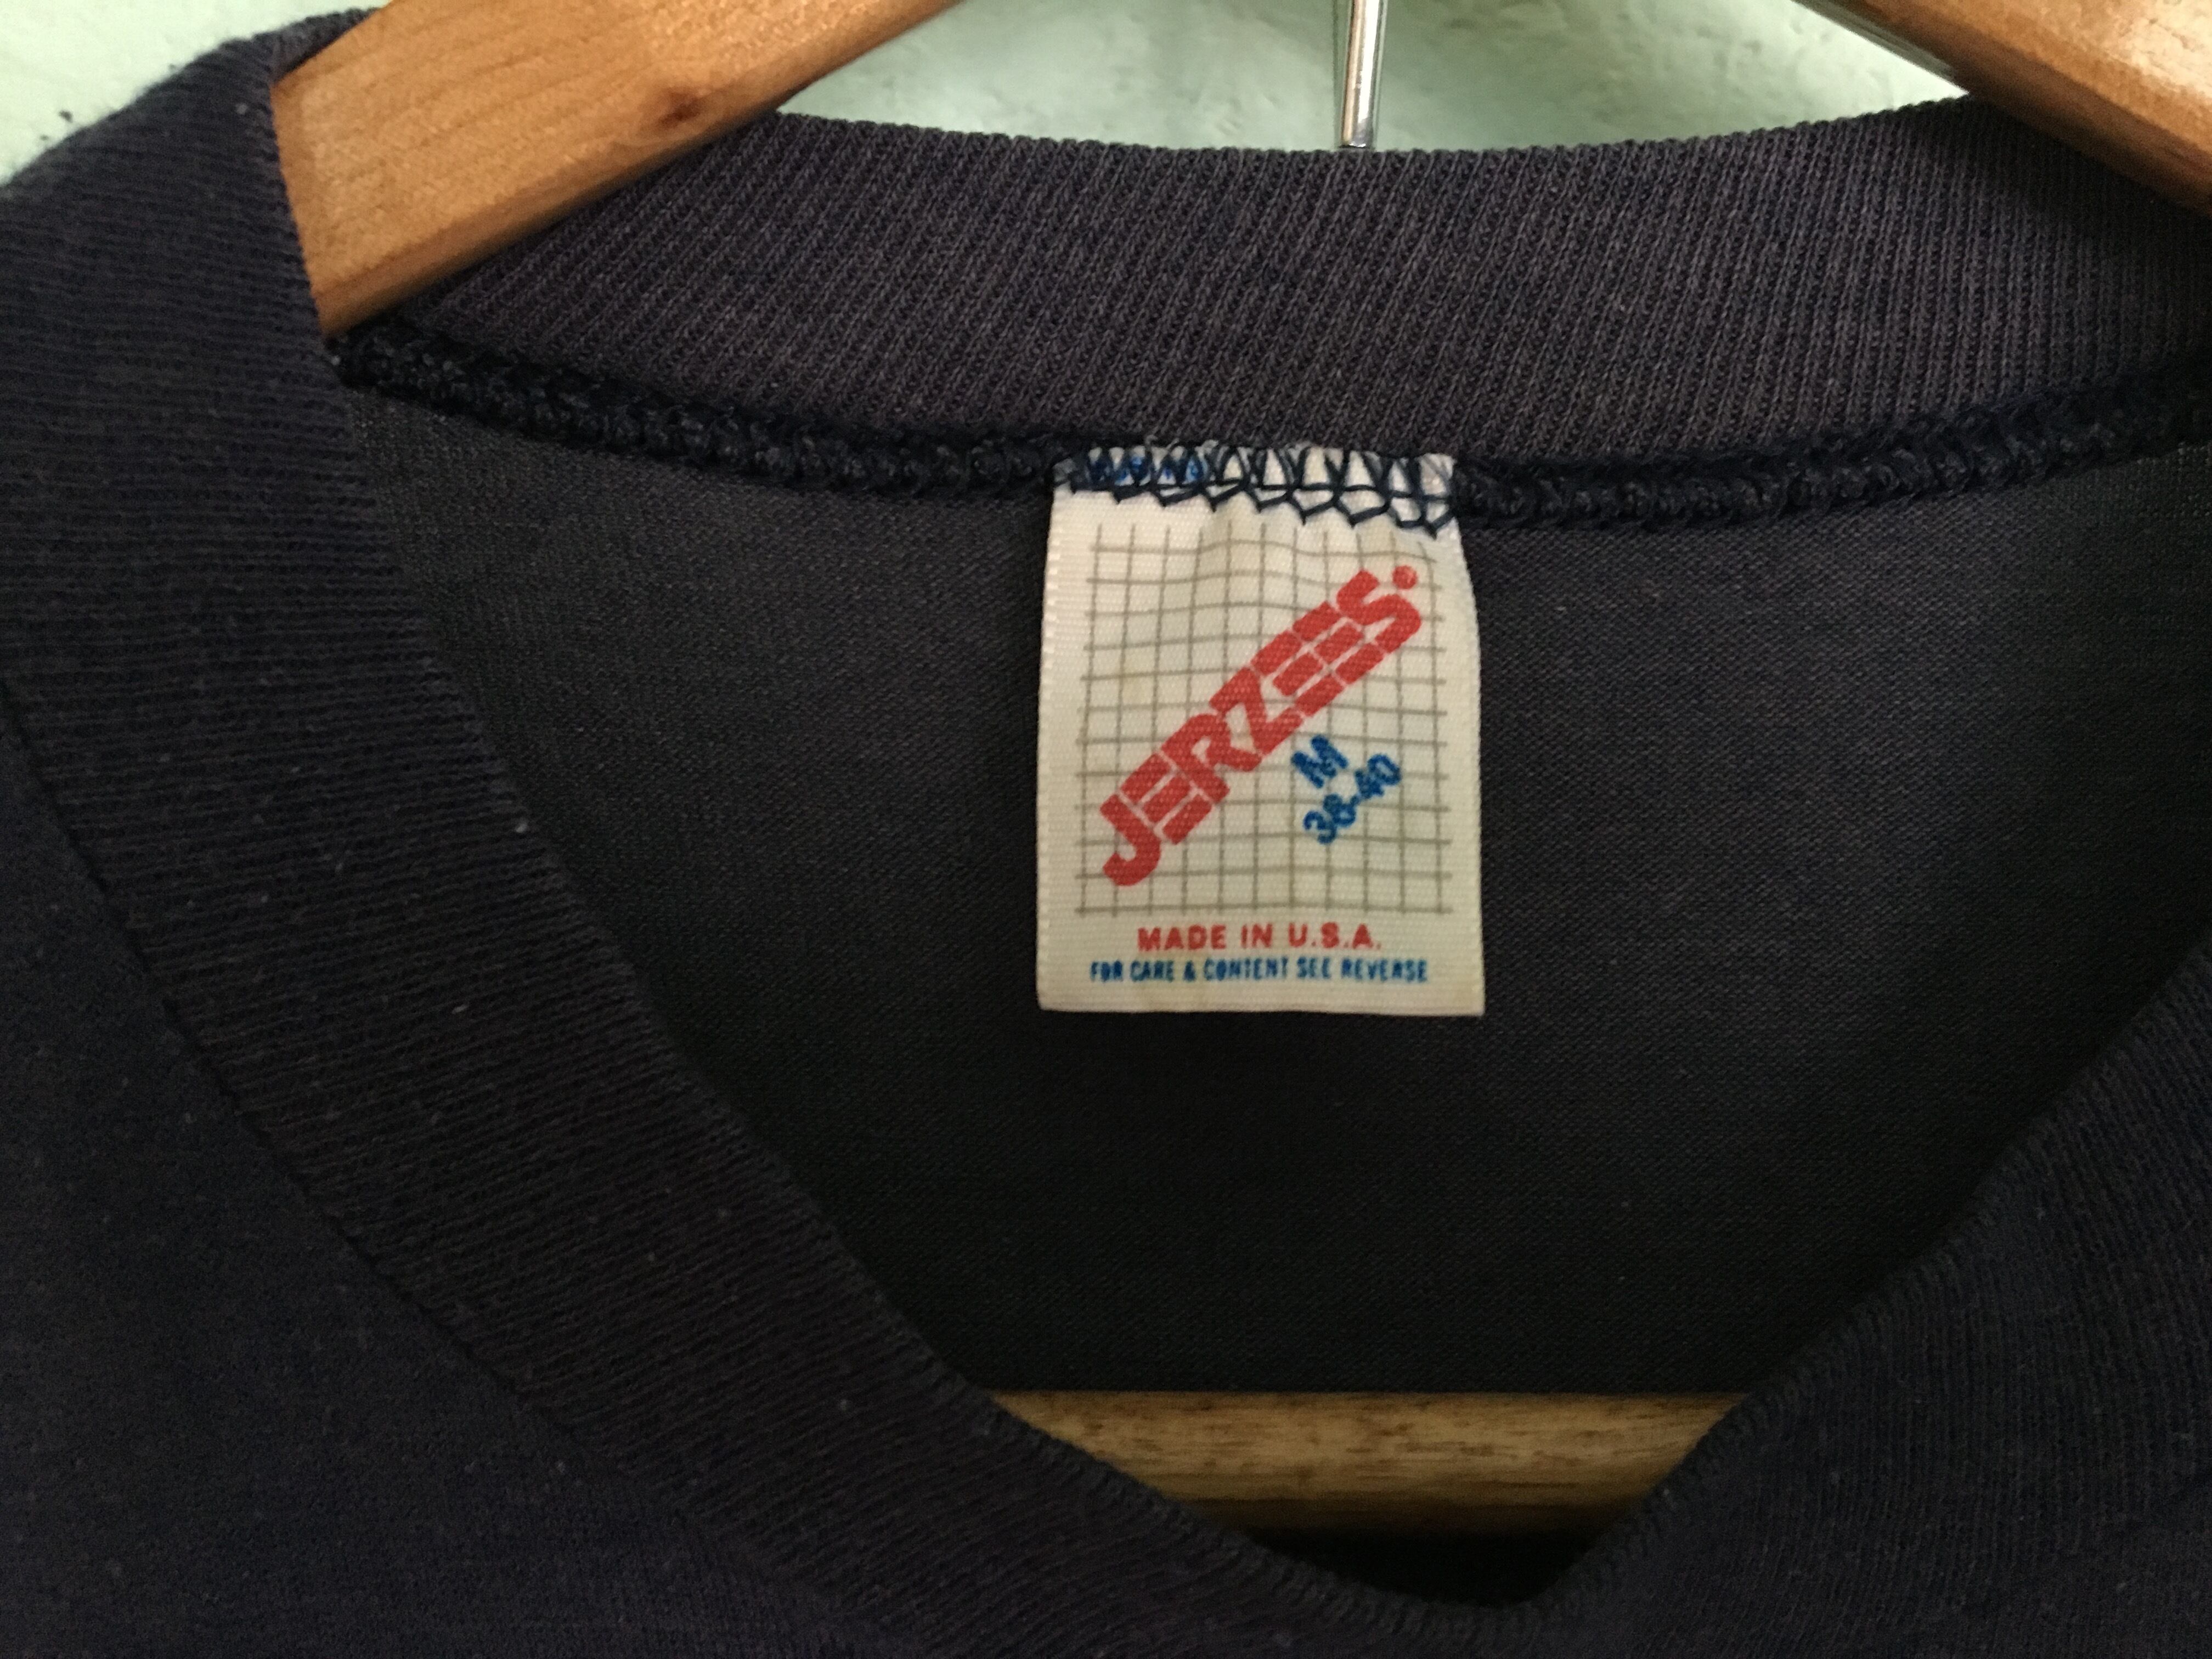 JERZEES
M
38-40
MADE IN U.S.A.
FOR CARE & CONTENT SEE REVERSE